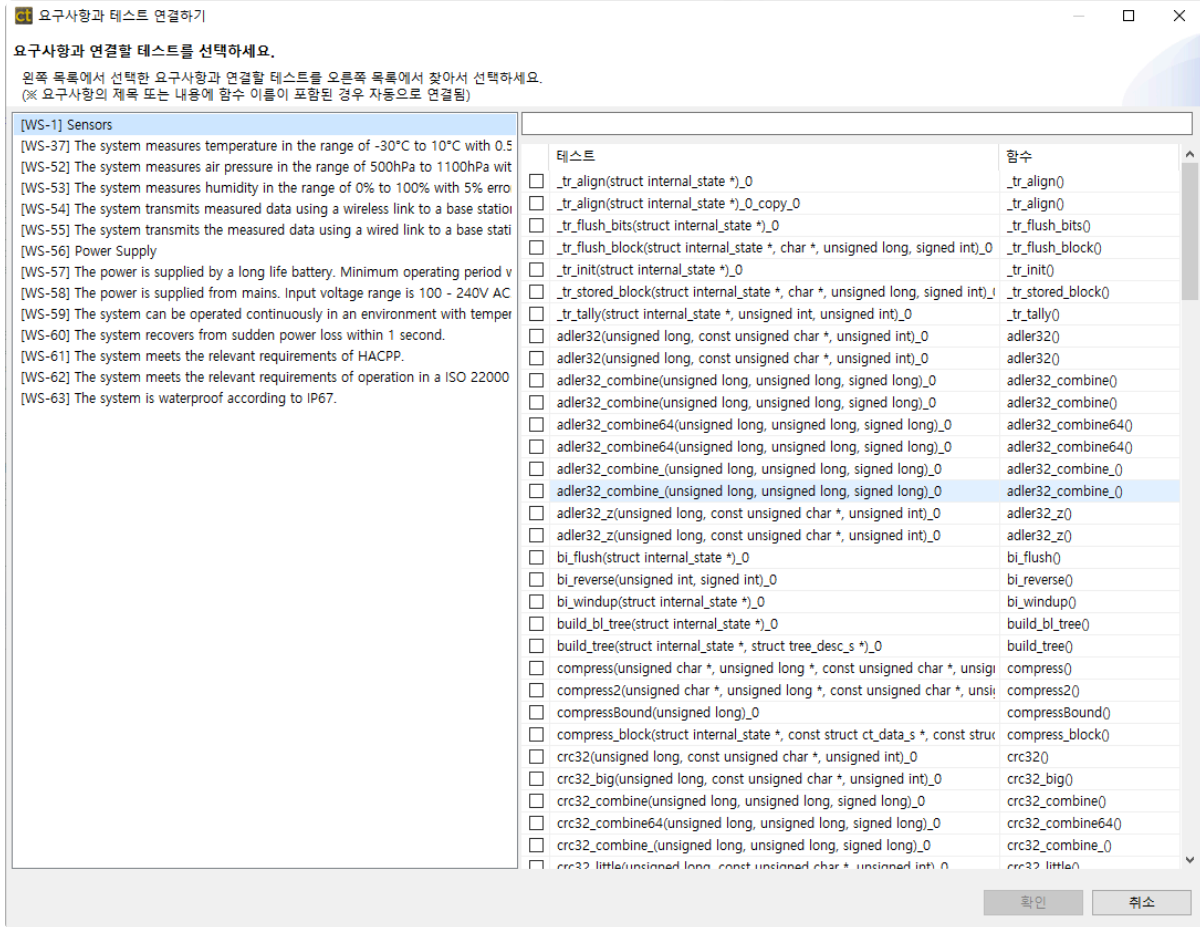 ct 요구사항과 테스트 연결하기
요구사항과 연결할 테스트를 선택하세요.
왼쪽 목록에서 선택한 요구사항과 연결할 테스트를 오른쪽 목록에서 찾아서 선택하세요.
(※ 요구사항의 제목 또는 내용에 함수 이름이 포함된 경우 자동으로 연결됨)
[WS-1] Sensors
[WS-37] The system measures temperature in the range of -30°C to 10°C with 0.5
[WS-52] The system measures air pressure in the range of 500hPa to 1100hPa wit
[WS-53] The system measures humidity in the range of 0% to 100% with 5% erro
[WS-54] The system transmits measured data using a wireless link to a base station
[WS-55] The system transmits the measured data using a wired link to a base stati
[WS-56] Power Supply
[WS-57] The power is supplied by a long life battery. Minimum operating period
[WS-58] The power is supplied from mains. Input voltage range is 100 - 240V AC
[WS-59] The system can be operated continuously in an environment with temper
[WS-60] The system recovers from sudden power loss within 1 second.
[WS-61] The system meets the relevant requirements of HACPP.
[WS-62] The system meets the relevant requirements of operation in a ISO 22000
[WS-63] The system is waterproof according to IP67.
테스트 함수
_tr_align(struct internal_state *)_0 _tr_align()
_tr_align(struct internal_state *)_0_copy_0 _tr_align()
_tr_flush_bits(struct internal_state *)_0 _tr_flush_bits()
_tr_flush_block(struct internal_state *, char *, unsigned long, signed int)_0 _tr_flush_block()
_tr_init(struct internal_state *)_0 _tr_init()
_tr_stored_block(struct internal_state *, char *, unsigned long, signed int)_( _tr_stored_block()
_tr_tally(struct internal_state *, unsigned int, unsigned int)_0 _tr_tally()
adler32(unsigned long, const unsigned char *, unsigned int)_0 adler32()
adler32(unsigned long, const unsigned char *, unsigned int)_0 adler32()
adler32_combine(unsigned long, unsigned long, signed long)_0 adler32_combine()
adler32_combine(unsigned long, unsigned long, signed long)_0 adler32_combine()
adler32_combine64(unsigned long, unsigned long, signed long)_0 adler32_combine64()
adler32_combine64(unsigned long, unsigned long, signed long)_0 adler32_combine64()
adler32_combine_(unsigned long, unsigned long, signed long)_0 adler32_combine_()
adler32_combine_(unsigned long, unsigned long, signed long)_0 adler32_combine_()
adler32_z(unsigned long, const unsigned char *, unsigned int)_0 adler32_z()
adler32_z(unsigned long, const unsigned char *, unsigned int)_0 adler32_z()
bi_flush(struct internal_state *)_0 bi_flush()
bi_reverse(unsigned int, signed int)_0 bi_reverse()
bi_windup(struct internal_state *)_0 bi_windup()
build_bl_tree(struct internal_state *)_0 build_bl_tree()
build_tree(struct internal_state *, struct tree_desc_s *)_0 build_tree()
compress(unsigned char *, unsigned long *, const unsigned char *, unsig compress()
compress2(unsigned char *, unsigned long *, const unsigned char *, unsi compress2()
compressBound(unsigned long)_0 compressBound()
compress_block(struct internal_state *, const struct ct_data_s *, const struc compress_block()
crc32(unsigned long, const unsigned char *, unsigned int)_0 crc32()
crc32_big(unsigned long, const unsigned char *, unsigned int)_0 crc32_big()
crc32_combine(unsigned long, unsigned long, signed long)_0 crc32_combine()
crc32_combine64(unsigned long, unsigned long, signed long)_0 crc32_combine64()
crc32_combine_(unsigned long, unsigned long, signed long)_0 crc32_combine_()
crc32_little(unsigned long, const unsigned char *, unsigned int)_0 crc32_little()
확인 취소